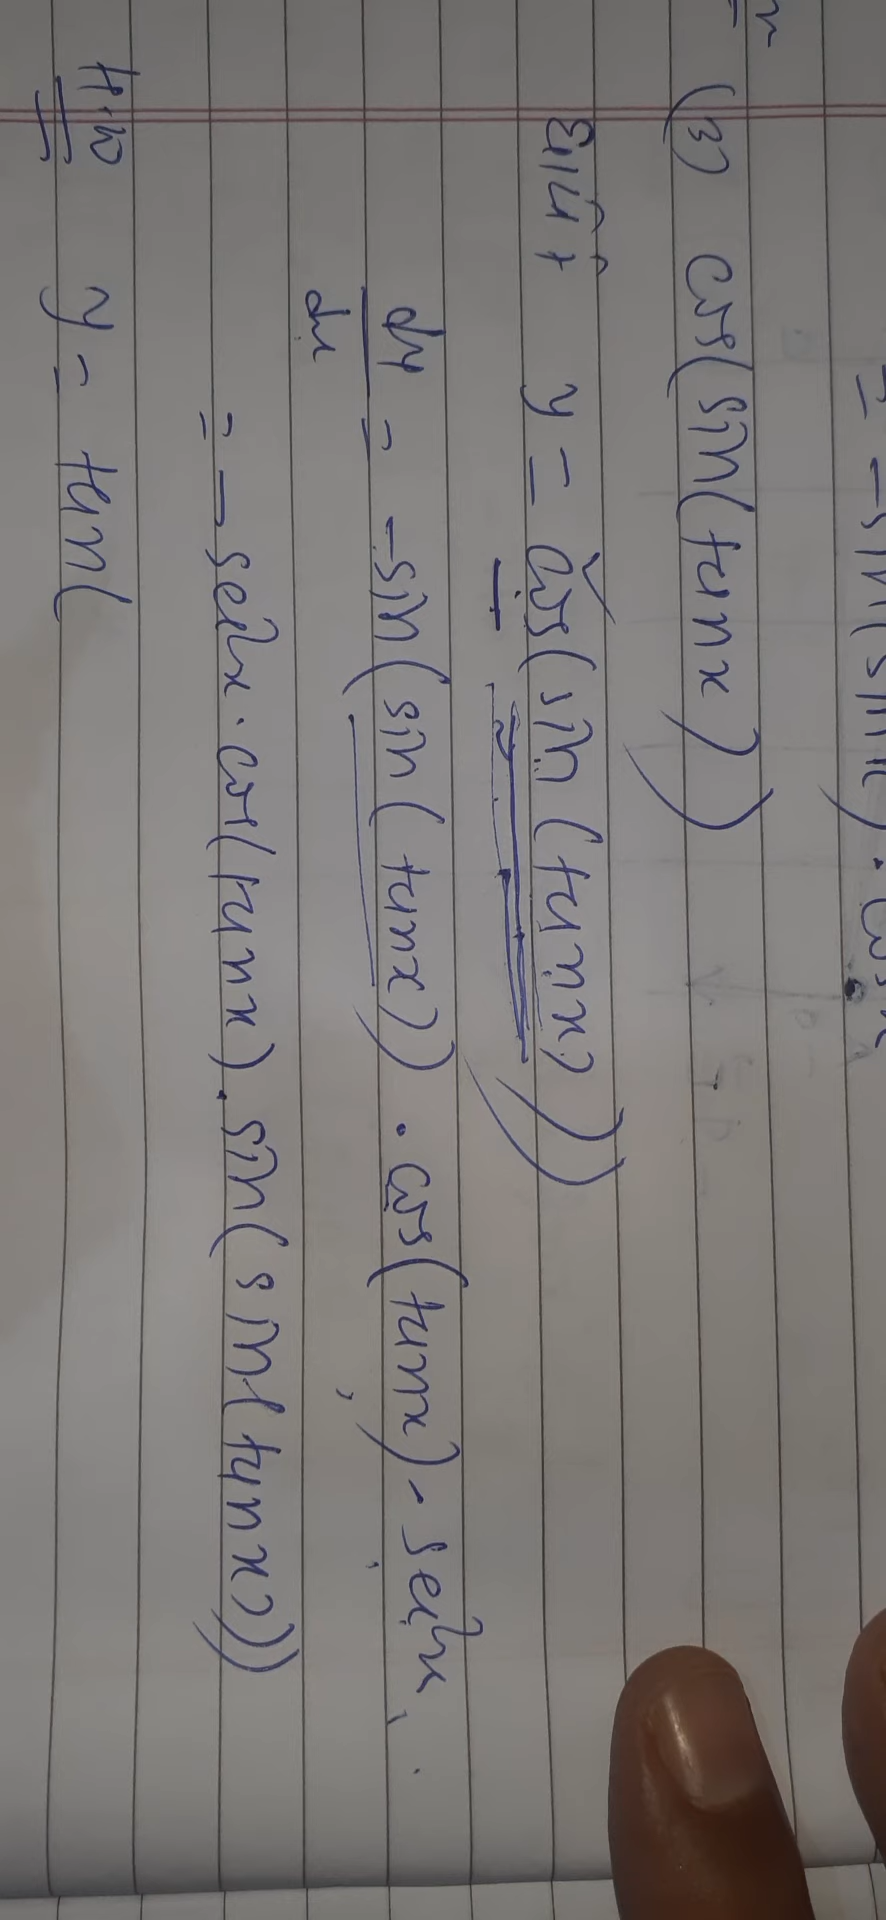 (3) cos(sin(tanx))
y = cos(sin(tanx))
dy/dx = -sin(sin(tanx)) . cos(tanx) . sec²x
= - sec²x . cos(tanx) . sin(sin(tanx)))
H.W y = tan(